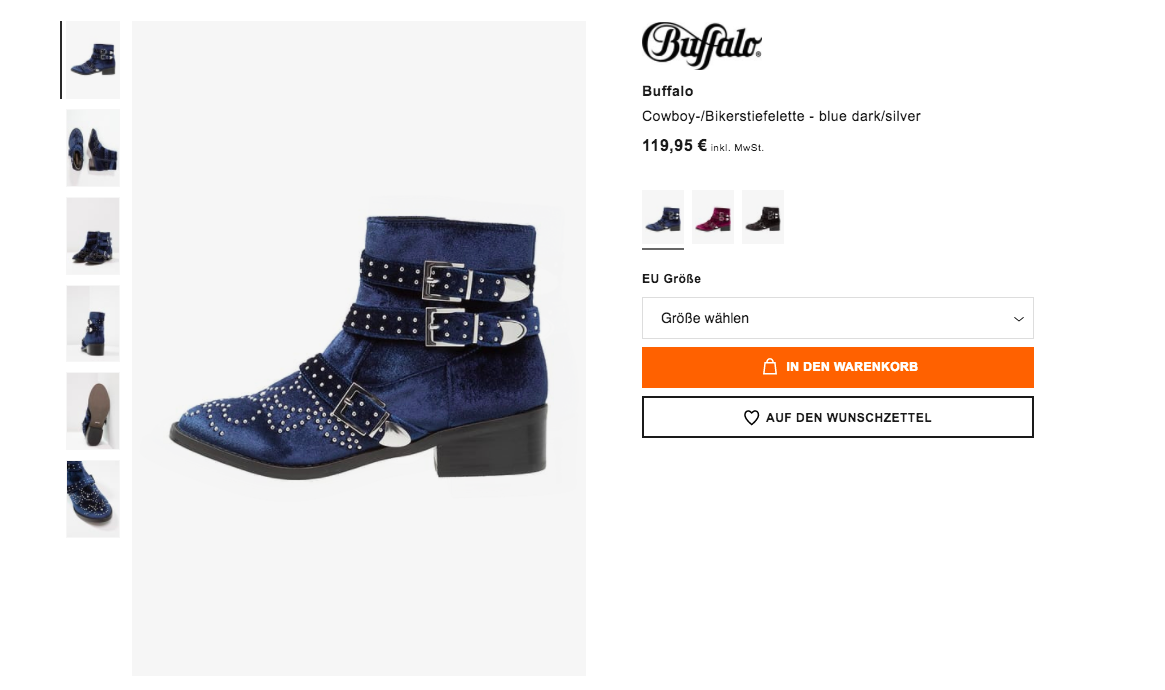 Buffalo®
Buffalo
Cowboy-/Bikerstiefelette - blue dark/silver
119,95 € inkl. MwSt.
EU Größe
Größe wählen
IN DEN WARENKORB
AUF DEN WUNSCHZETTEL